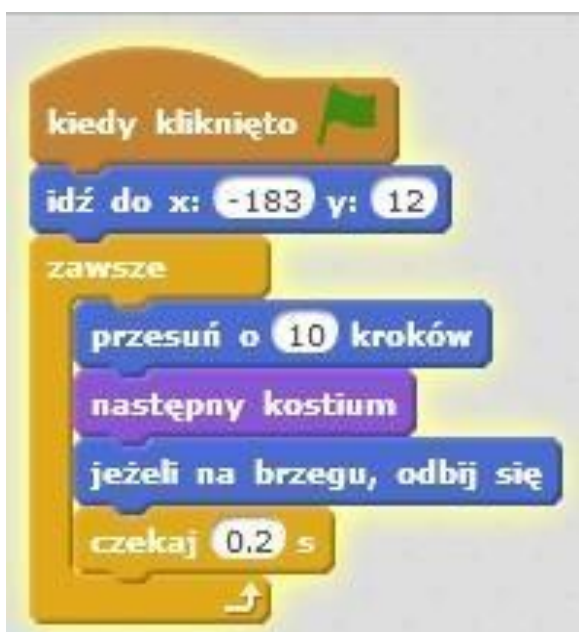 kiedy kliknięto
idź do x: -183 y: 12
zawsze
przesuń o 10 kroków
następny kostium
jeżeli na brzegu, odbij się
czekaj 0.2 s